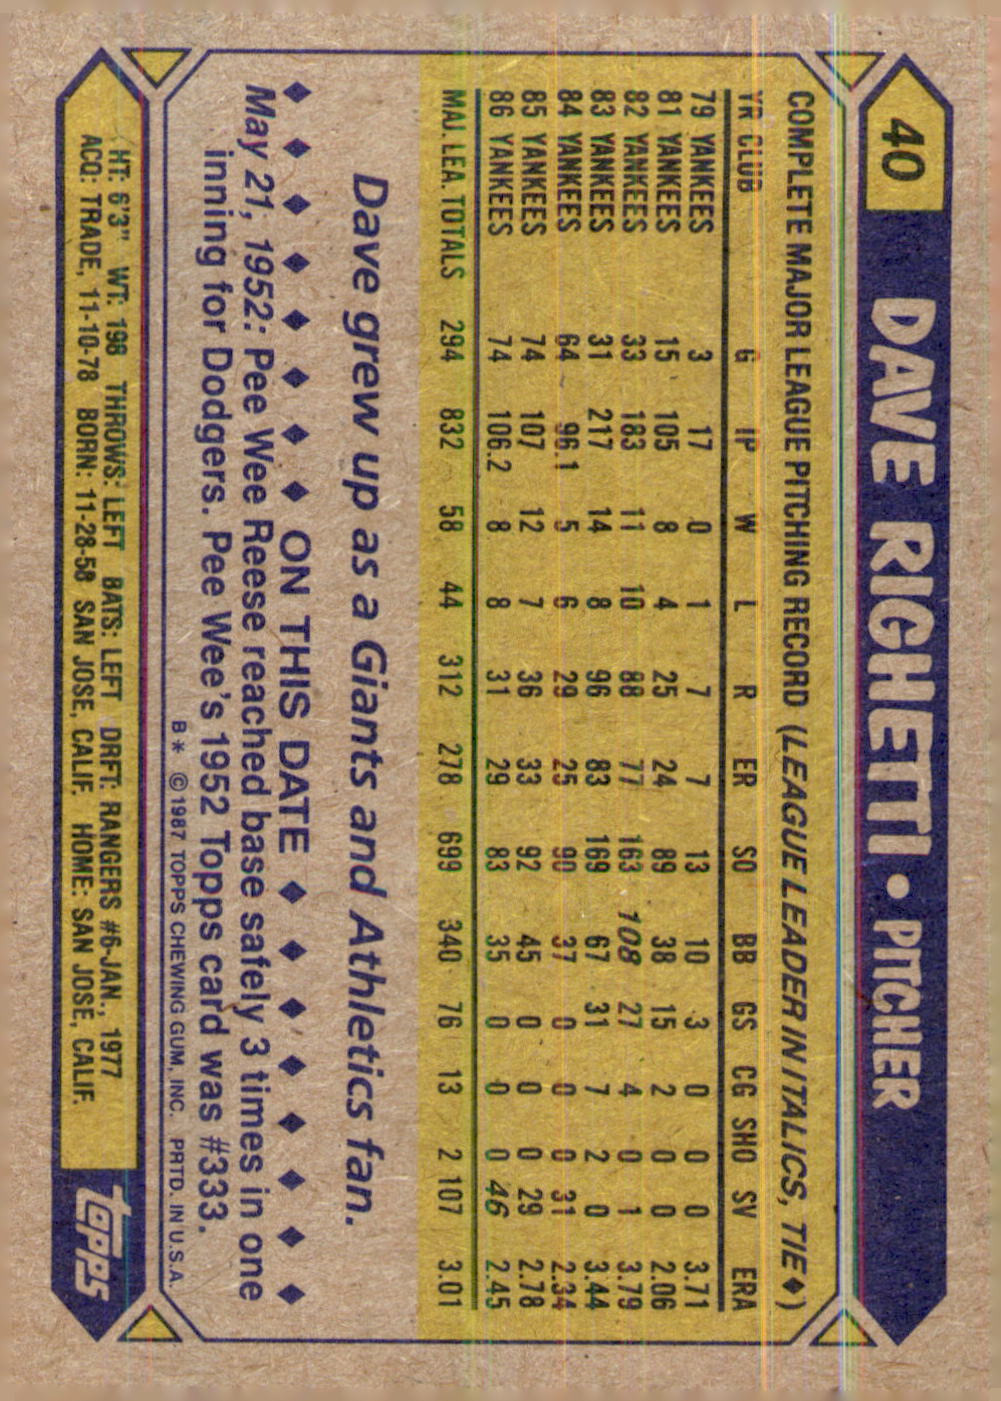 40 DAVE RIGHETTI • PITCHER
COMPLETE MAJOR LEAGUE PITCHING RECORD (LEAGUE LEADER IN ITALICS, TIE ♦)
YR CLUB G IP W L R ER SO BB GS CG SHO SV ERA
79 YANKEES 3 17 0 1 7 7 13 10 3 0 0 0 3.71
81 YANKEES 15 105 8 4 25 24 89 38 15 2 0 0 2.06
82 YANKEES 33 183 11 10 88 77 163 108 27 4 0 1 3.79
83 YANKEES 31 217 14 8 96 83 169 67 31 7 2 0 3.44
84 YANKEES 64 96.1 5 6 29 25 90 37 0 0 0 31 2.34
85 YANKEES 74 107 12 7 36 33 92 45 0 0 0 29 2.78
86 YANKEES 74 106.2 8 8 31 29 83 35 0 0 0 46 2.45
MAJ. LEA. TOTALS 294 832 58 44 312 278 699 340 76 13 2 107 3.01
Dave grew up as a Giants and Athletics fan.
♦ ♦ ♦ ♦ ♦ ♦ ♦ ♦ ON THIS DATE ♦ ♦ ♦ ♦ ♦ ♦ ♦ ♦
May 21, 1952: Pee Wee Reese reached base safely 3 times in one
inning for Dodgers. Pee Wee's 1952 Topps card was #333.
B* © 1987 TOPPS CHEWING GUM, INC. PRTD. IN U.S.A.
HT: 6'3" WT: 198 THROWS: LEFT BATS: LEFT DRFT: RANGERS #6-JAN., 1977
ACQ: TRADE, 11-10-78 BORN: 11-28-58 SAN JOSE, CALIF. HOME: SAN JOSE, CALIF.
topps